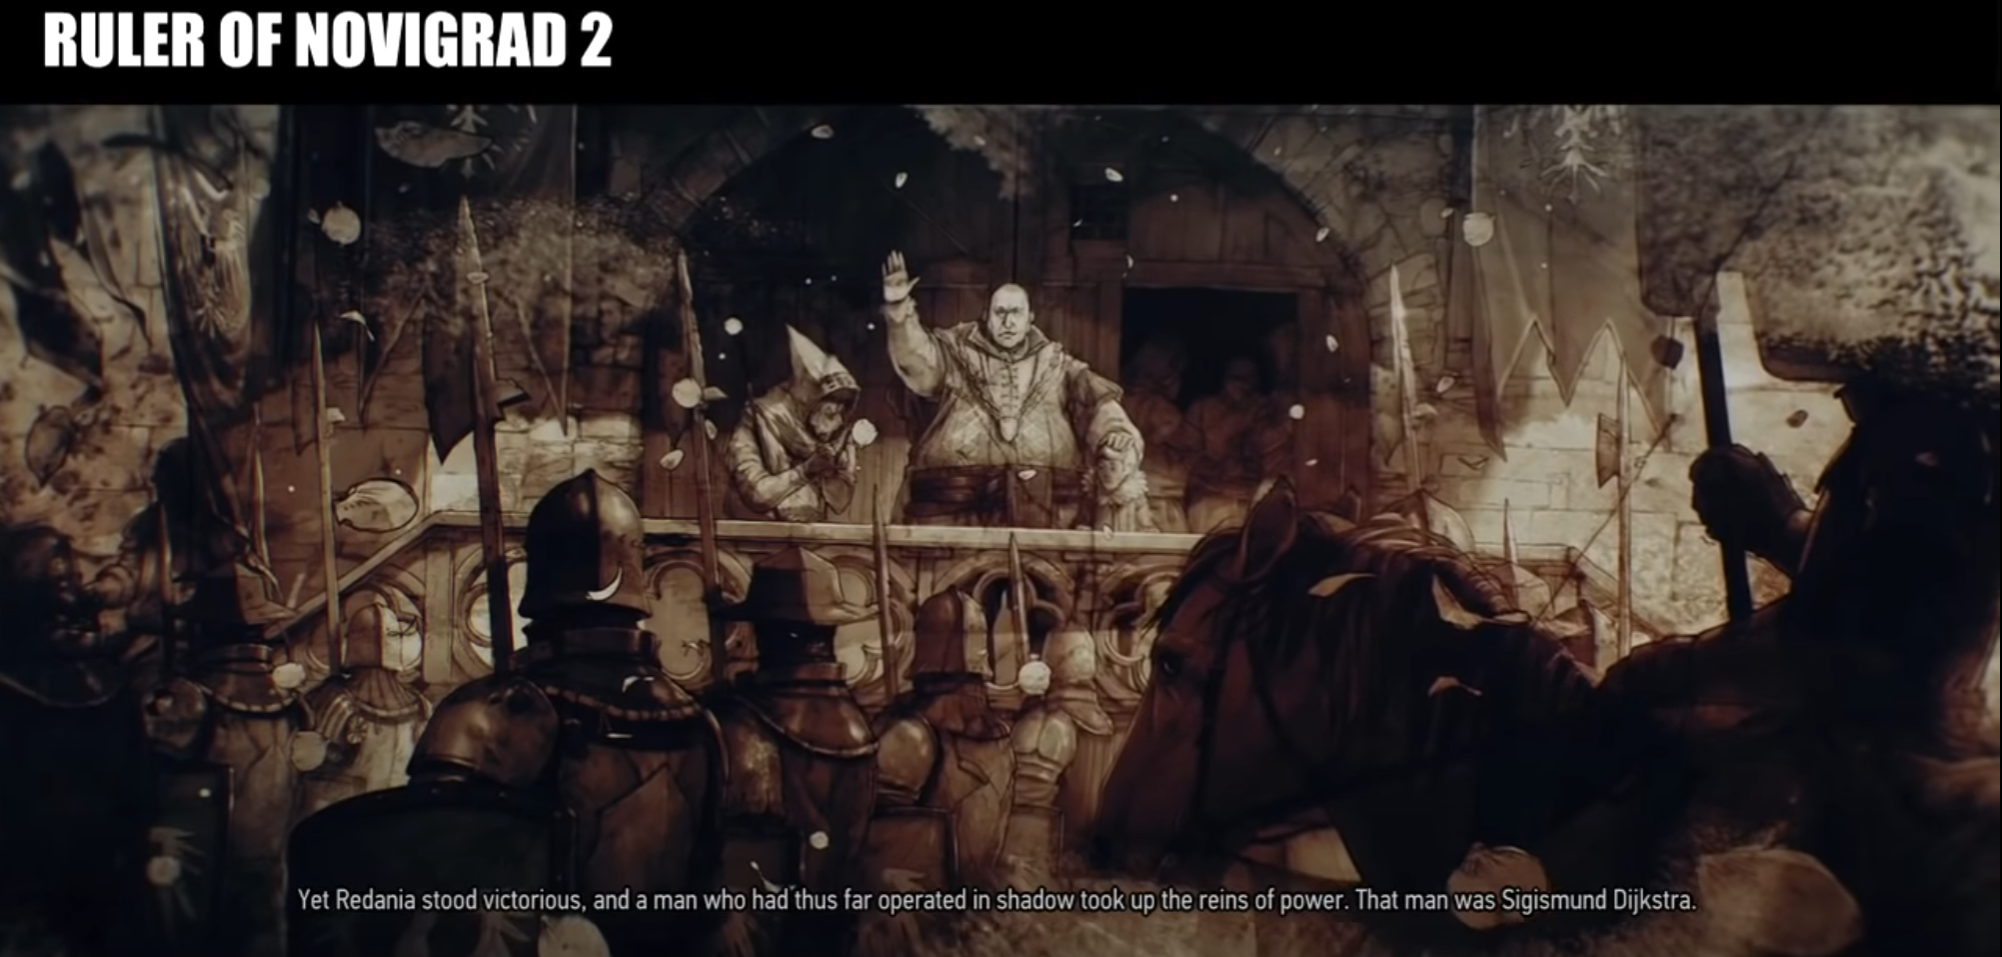 RULER OF NOVIGRAD 2
Yet Redania stood victorious, and a man who had thus far operated in shadow took up the reins of power. That man was Sigismund Dijkstra.